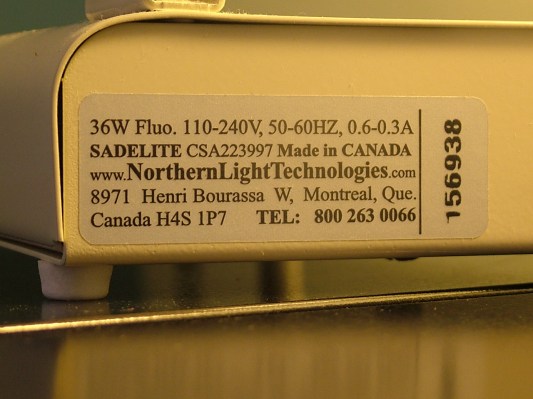 36W Fluo. 110-240V, 50-60HZ, 0.6-0.3A
SADELITE CSA223997 Made in CANADA
www.NorthernLightTechnologies.com
8971 Henri Bourassa W, Montreal, Que.
Canada H4S 1P7 TEL: 800 263 0066
156938